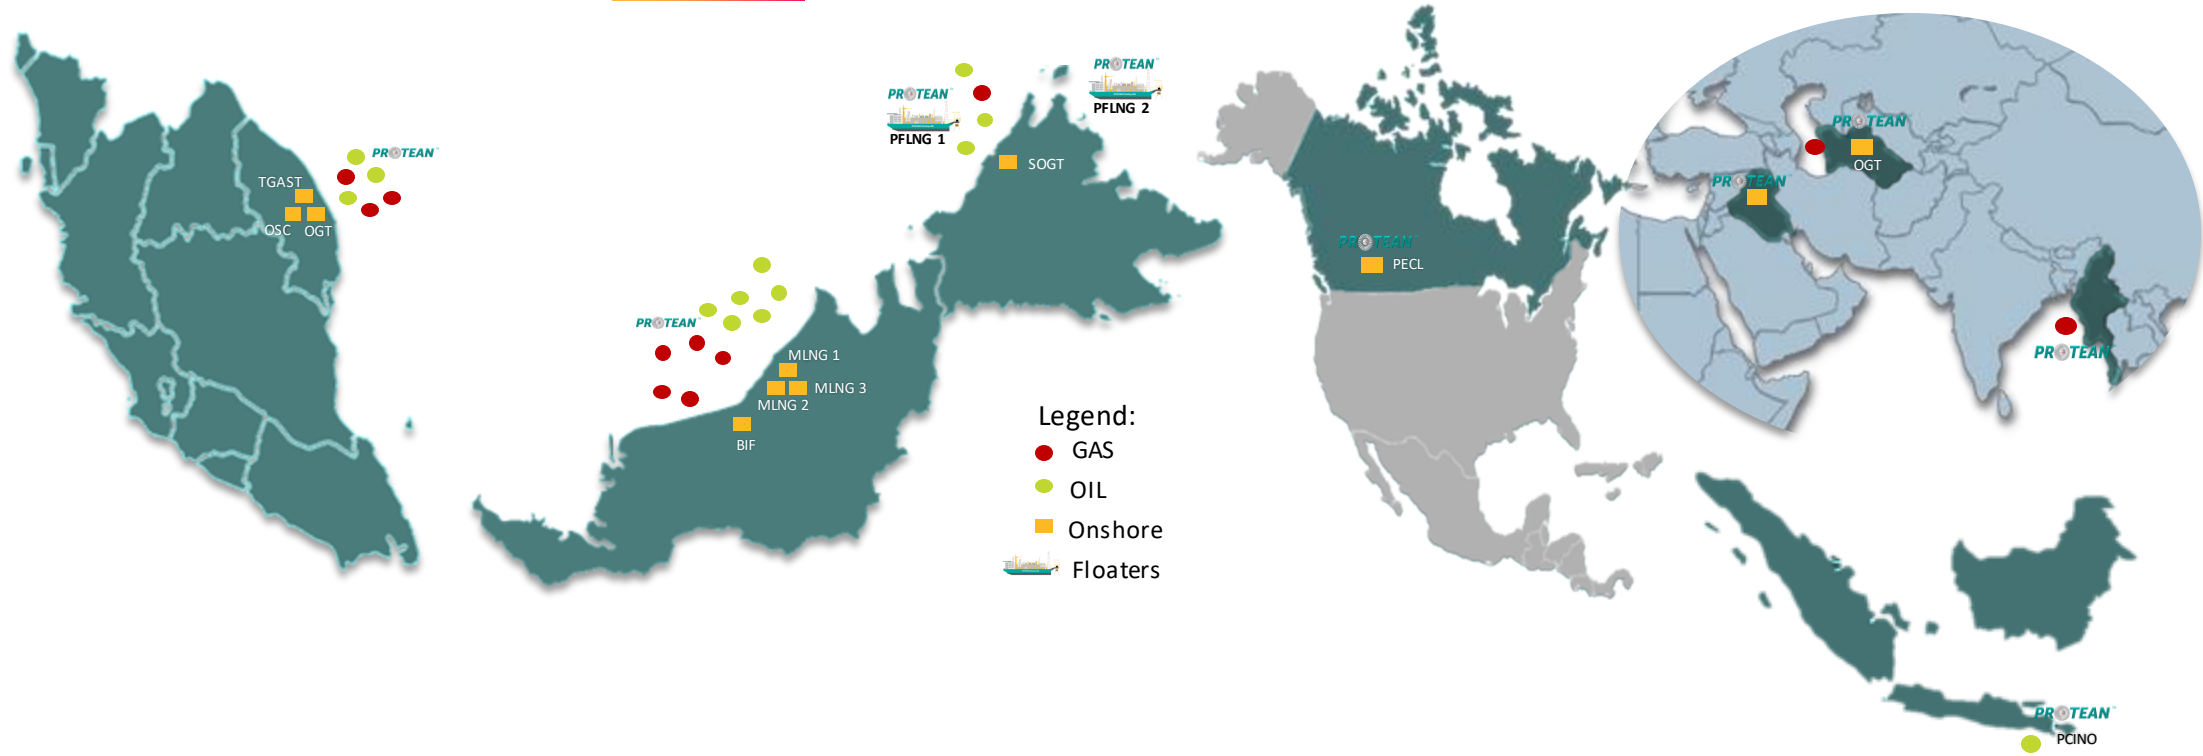 PROTEAN
TGAST
OSC
OGT
PROTEAN
PFLNG 1
PROTEAN
PFLNG 2
SOGT
PROTEAN
MLNG 1
MLNG 2
MLNG 3
BIF
Legend:
GAS
OIL
Onshore
Floaters
PROTEAN
PECL
PROTEAN
OGT
PROTEAN
PROTEAN
PROTEAN
PCINO